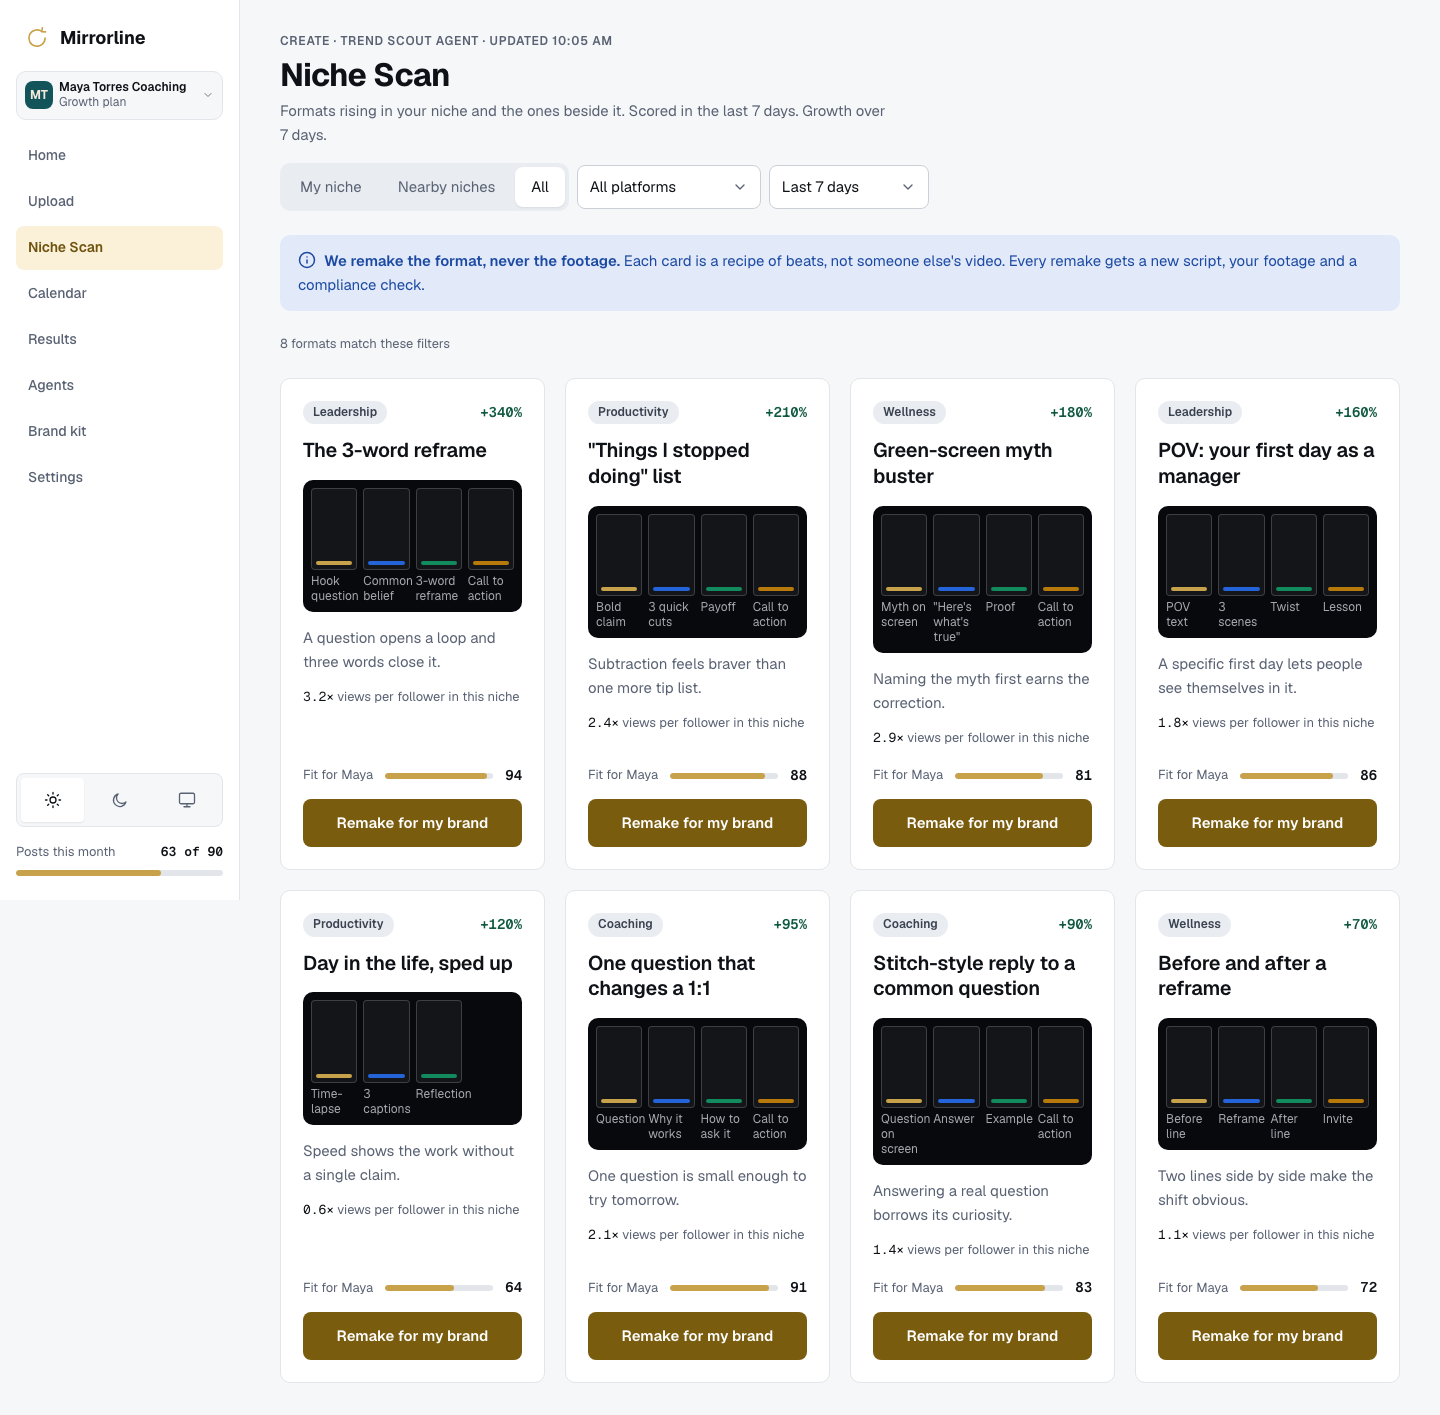 Mirrorline
MT
Maya Torres Coaching
Growth plan
Home
Upload
Niche Scan
Calendar
Results
Agents
Brand kit
Settings
Posts this month
63 of 90
CREATE · TREND SCOUT AGENT · UPDATED 10:05 AM
Niche Scan
Formats rising in your niche and the ones beside it. Scored in the last 7 days. Growth over
7 days.
My niche
Nearby niches
All
All platforms
Last 7 days
We remake the format, never the footage. Each card is a recipe of beats, not someone else's video. Every remake gets a new script, your footage and a
compliance check.
8 formats match these filters
Leadership
+340%
The 3-word reframe
Hook
question
Common
belief
3-word
reframe
Call to
action
A question opens a loop and
three words close it.
3.2× views per follower in this niche
Fit for Maya
94
Remake for my brand
Productivity
+210%
"Things I stopped
doing" list
Bold
claim
3 quick
cuts
Payoff
Call to
action
Subtraction feels braver than
one more tip list.
2.4× views per follower in this niche
Fit for Maya
88
Remake for my brand
Wellness
+180%
Green-screen myth
buster
Myth on
screen
"Here's
what's
true"
Proof
Call to
action
Naming the myth first earns the
correction.
2.9× views per follower in this niche
Fit for Maya
81
Remake for my brand
Leadership
+160%
POV: your first day as a
manager
POV
text
3
scenes
Twist
Lesson
A specific first day lets people
see themselves in it.
1.8× views per follower in this niche
Fit for Maya
86
Remake for my brand
Productivity
+120%
Day in the life, sped up
Time-
lapse
3
captions
Reflection
Speed shows the work without
a single claim.
0.6× views per follower in this niche
Fit for Maya
64
Remake for my brand
Coaching
+95%
One question that
changes a 1:1
Question
Why it
works
How to
ask it
Call to
action
One question is small enough to
try tomorrow.
2.1× views per follower in this niche
Fit for Maya
91
Remake for my brand
Coaching
+90%
Stitch-style reply to a
common question
Question
on
screen
Answer
Example
Call to
action
Answering a real question
borrows its curiosity.
1.4× views per follower in this niche
Fit for Maya
83
Remake for my brand
Wellness
+70%
Before and after a
reframe
Before
line
Reframe
After
line
Invite
Two lines side by side make the
shift obvious.
1.1× views per follower in this niche
Fit for Maya
72
Remake for my brand